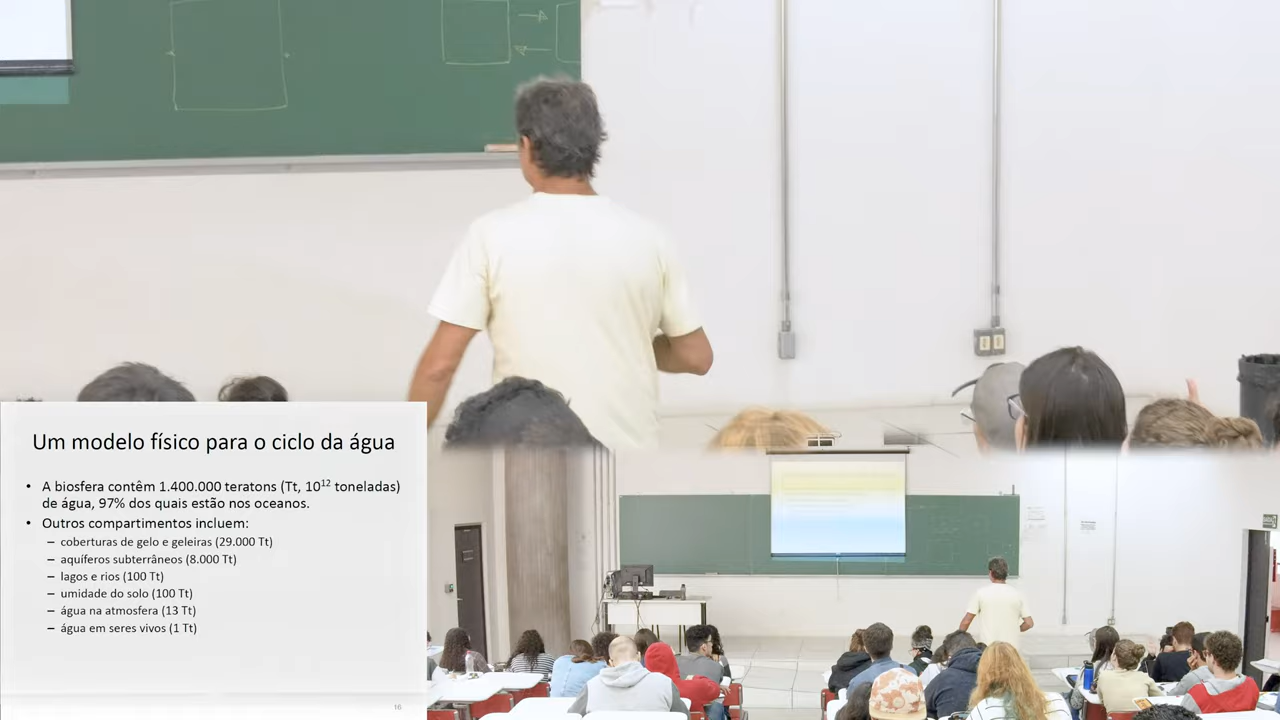 Um modelo físico para o ciclo da água
• A biosfera contêm 1.400.000 teratons (Tt, 10¹² toneladas)
de água, 97% dos quais estão nos oceanos.
• Outros compartimentos incluem:
– coberturas de gelo e geleiras (29.000 Tt)
– aquíferos subterrâneos (8.000 Tt)
– lagos e rios (100 Tt)
– umidade do solo (100 Tt)
– água na atmosfera (13 Tt)
– água em seres vivos (1 Tt)
16